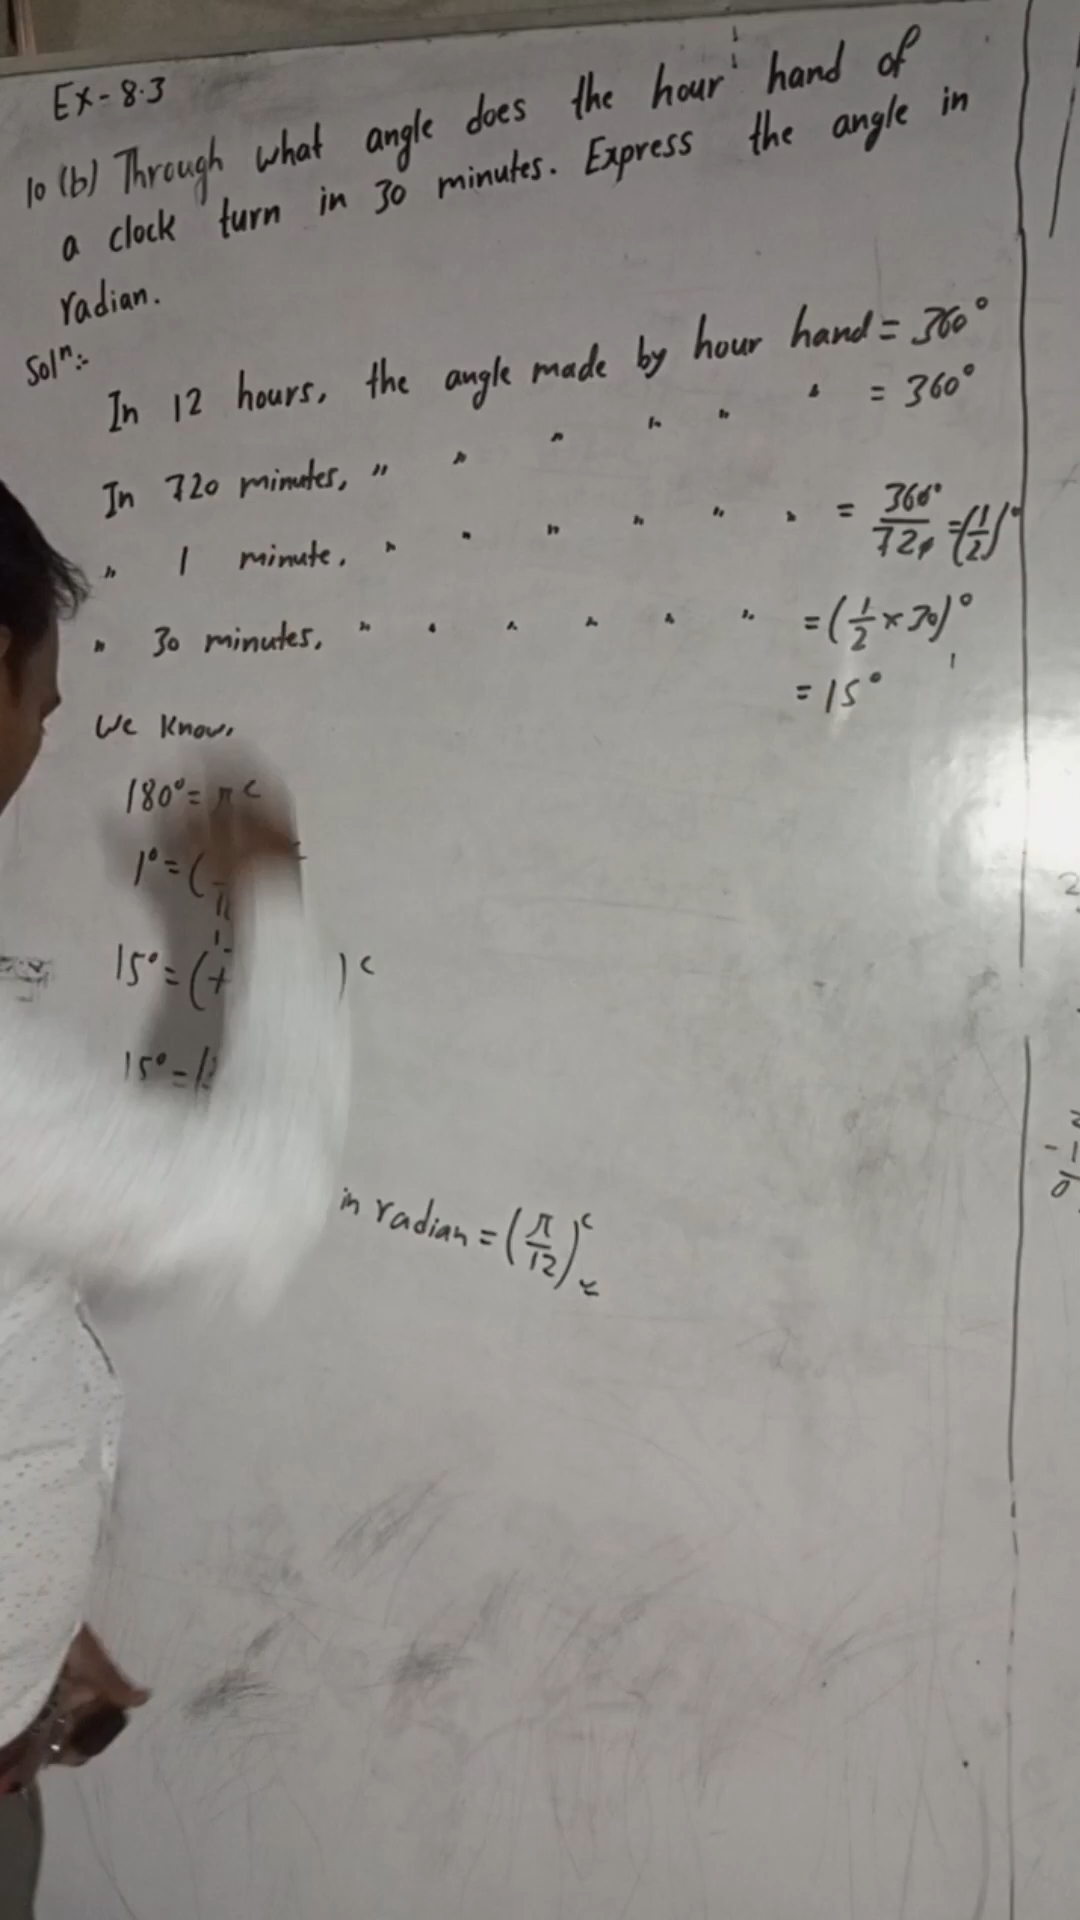 Ex-8.3
10 (b) Through what angle does the hour hand of
a clock turn in 30 minutes. Express the angle in
radian.
Solⁿ:-
In 12 hours, the angle made by hour hand = 360°
In 720 minutes, " " " " " " = 360°
" 1 minute, " " " " " " = 360°/720 = (1/2)°
" 30 minutes, " " " " " " = (1/2 × 30)°
= 15°
We know,
180° = π^c
1° = (
15° = ( )^c
15° = (
in radian = (π/12)^c